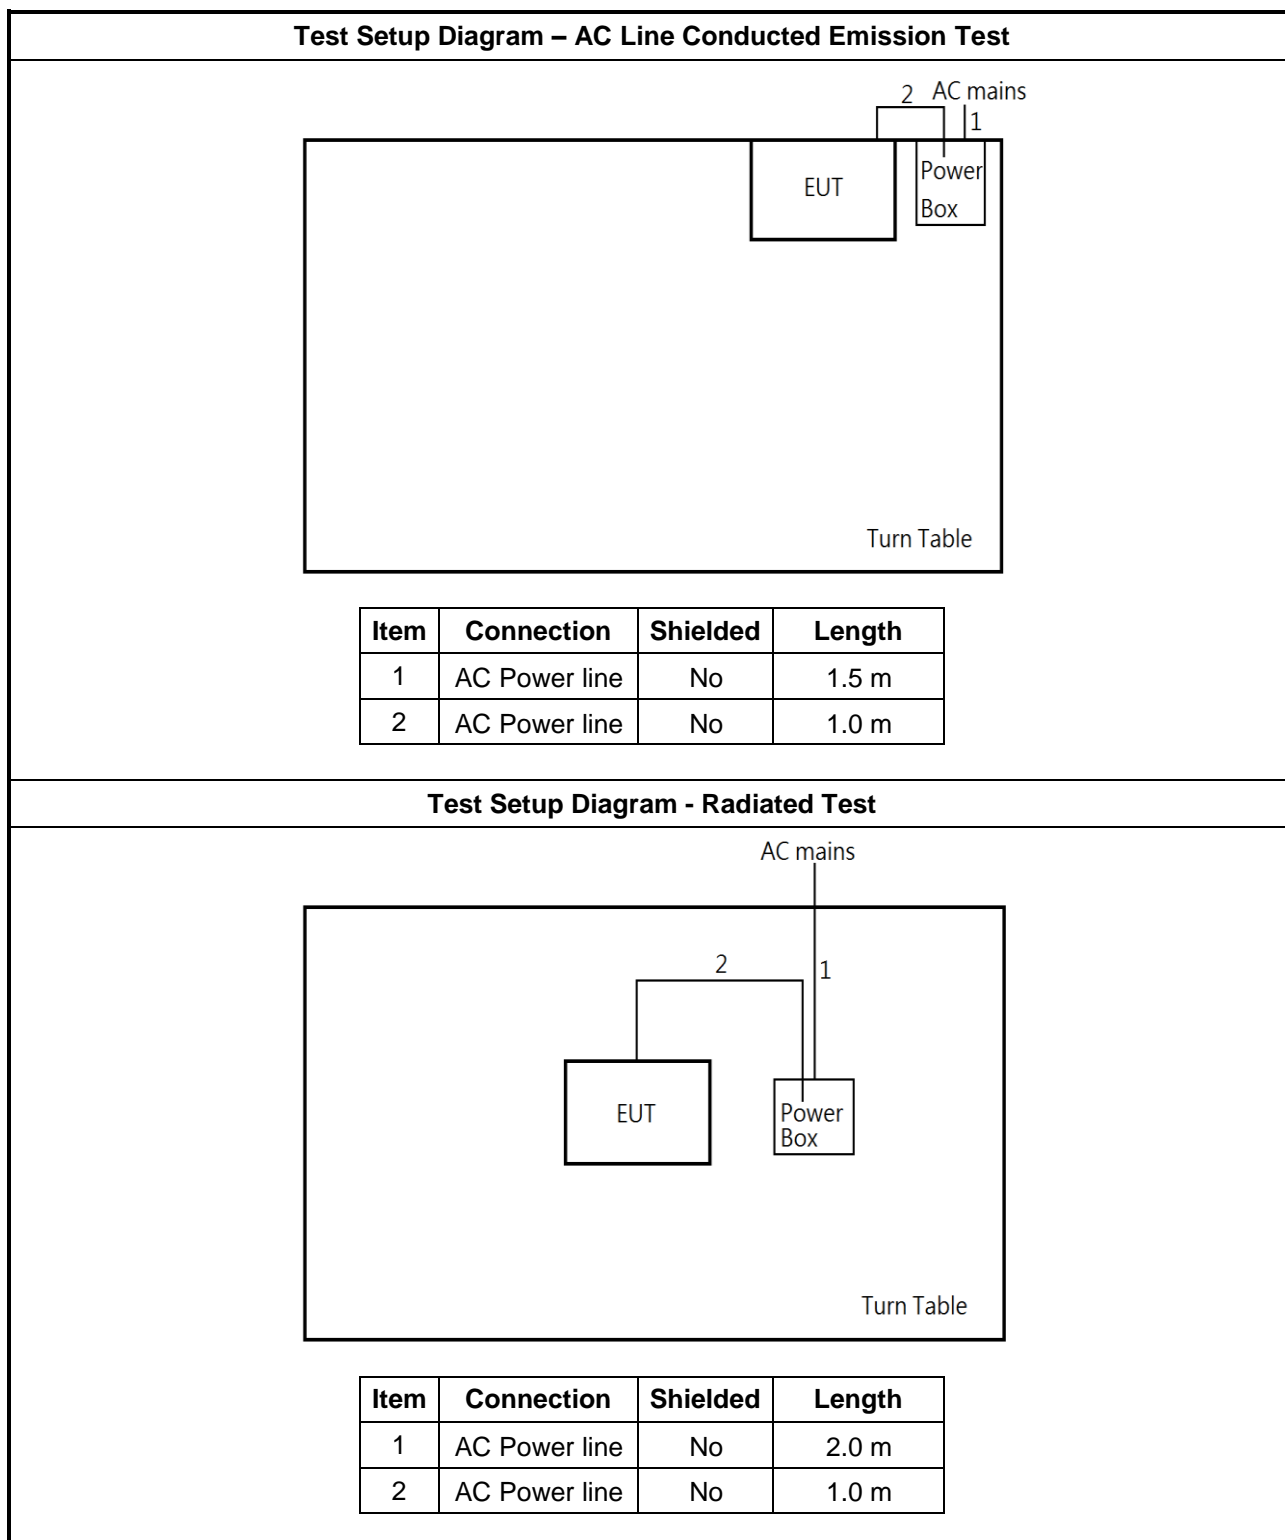 Test Setup Diagram – AC Line Conducted Emission Test
2 AC mains
1
EUT
Power
Box
Turn Table
Item Connection Shielded Length
1 AC Power line No 1.5 m
2 AC Power line No 1.0 m
Test Setup Diagram - Radiated Test
AC mains
2 1
EUT
Power
Box
Turn Table
Item Connection Shielded Length
1 AC Power line No 2.0 m
2 AC Power line No 1.0 m